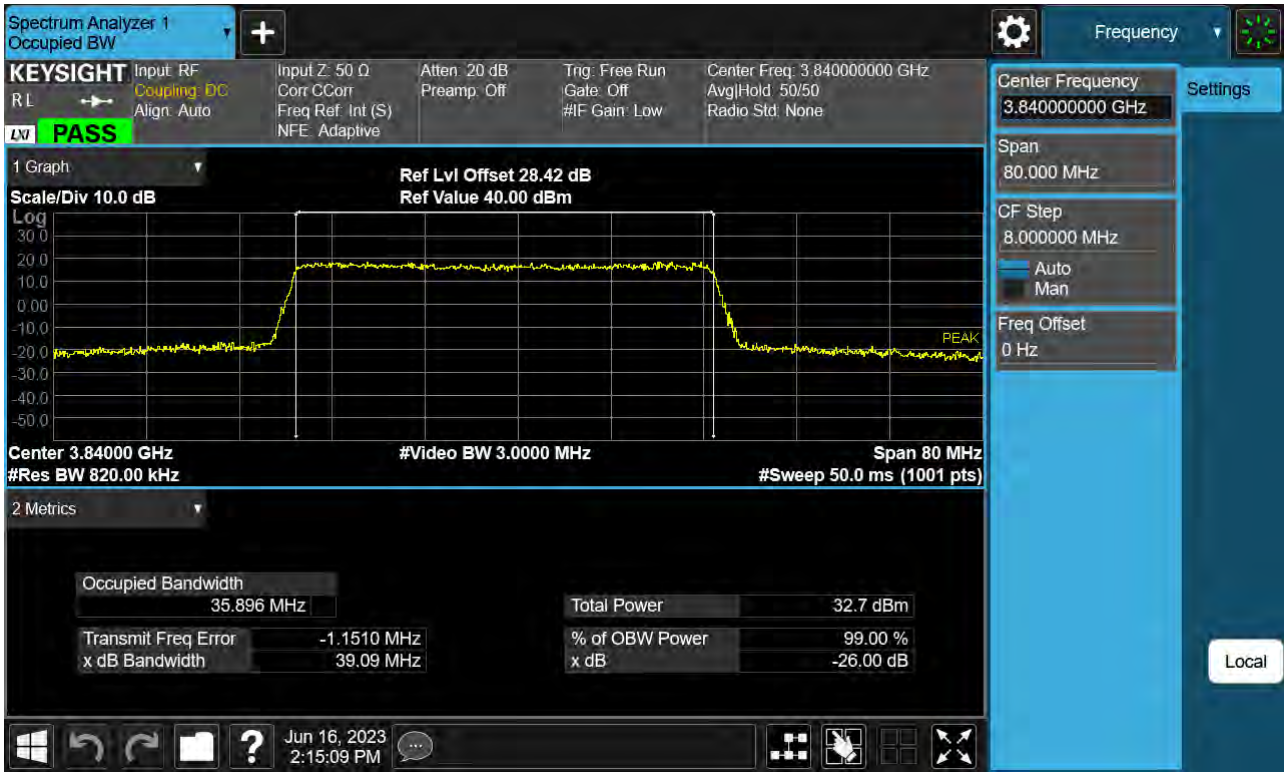 Spectrum Analyzer 1
Occupied BW
+
Frequency
KEYSIGHT
RL
LXI PASS
Input: RF
Coupling: DC
Align: Auto
Input Z: 50 Ω
Corr CCorr
Freq Ref: Int (S)
NFE: Adaptive
Atten: 20 dB
Preamp: Off
Trig: Free Run
Gate: Off
#IF Gain: Low
Center Freq: 3.840000000 GHz
Avg|Hold: 50/50
Radio Std: None
1 Graph
Scale/Div 10.0 dB
Ref Lvl Offset 28.42 dB
Ref Value 40.00 dBm
Log
30.0
20.0
10.0
0.00
-10.0
-20.0
-30.0
-40.0
-50.0
PEAK
Center 3.84000 GHz
#Video BW 3.0000 MHz
Span 80 MHz
#Res BW 820.00 kHz
#Sweep 50.0 ms (1001 pts)
2 Metrics
Occupied Bandwidth
35.896 MHz
Transmit Freq Error -1.1510 MHz
x dB Bandwidth 39.09 MHz
Total Power 32.7 dBm
% of OBW Power 99.00 %
x dB -26.00 dB
Center Frequency
3.840000000 GHz
Span
80.000 MHz
CF Step
8.000000 MHz
Auto
Man
Freq Offset
0 Hz
Settings
Local
?
Jun 16, 2023
2:15:09 PM